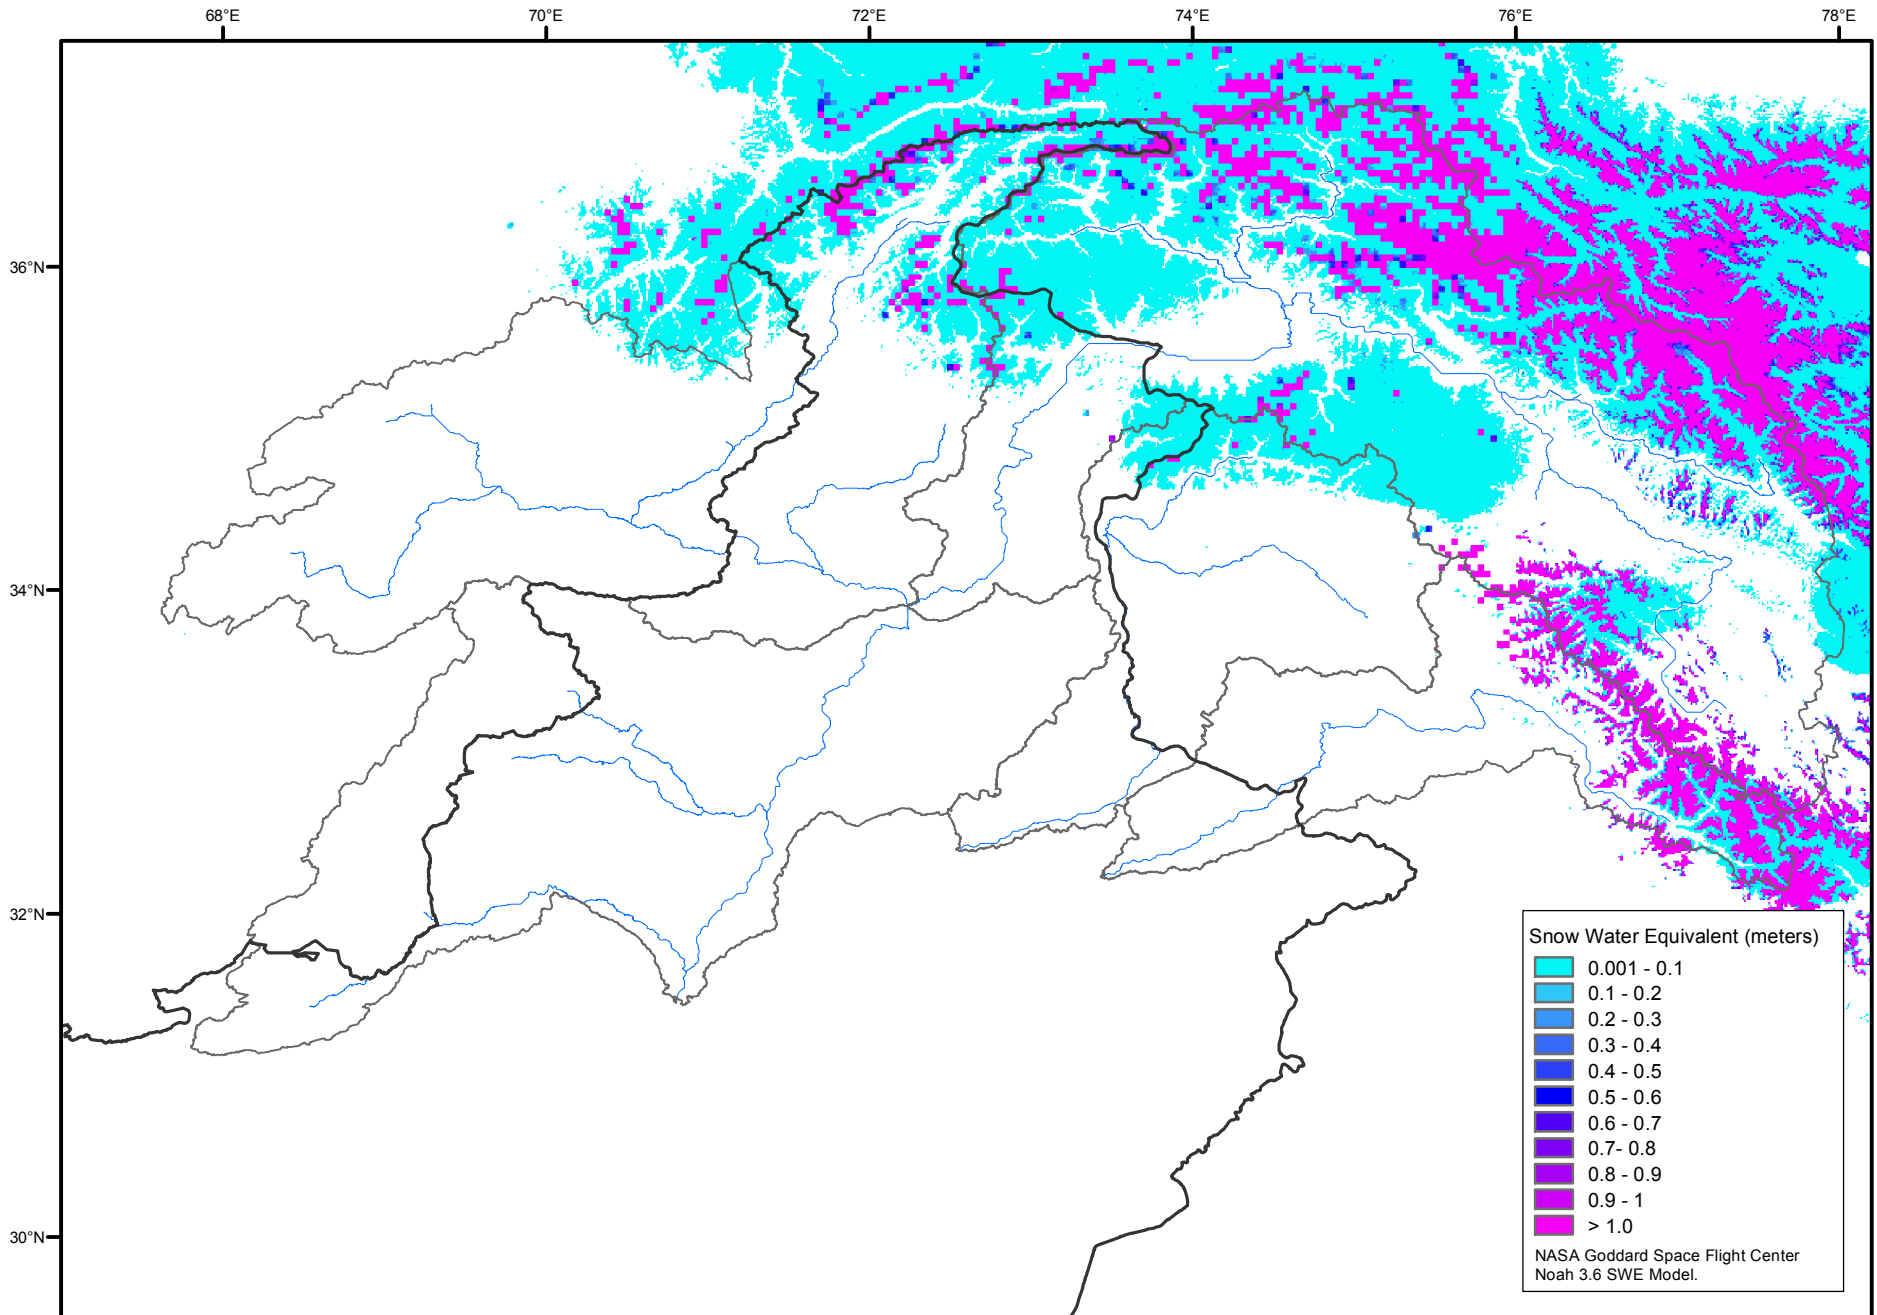 68°E 70°E 72°E 74°E 76°E 78°E
36°N
34°N
32°N
30°N
Snow Water Equivalent (meters)
0.001 - 0.1
0.1 - 0.2
0.2 - 0.3
0.3 - 0.4
0.4 - 0.5
0.5 - 0.6
0.6 - 0.7
0.7- 0.8
0.8 - 0.9
0.9 - 1
> 1.0
NASA Goddard Space Flight Center
Noah 3.6 SWE Model.